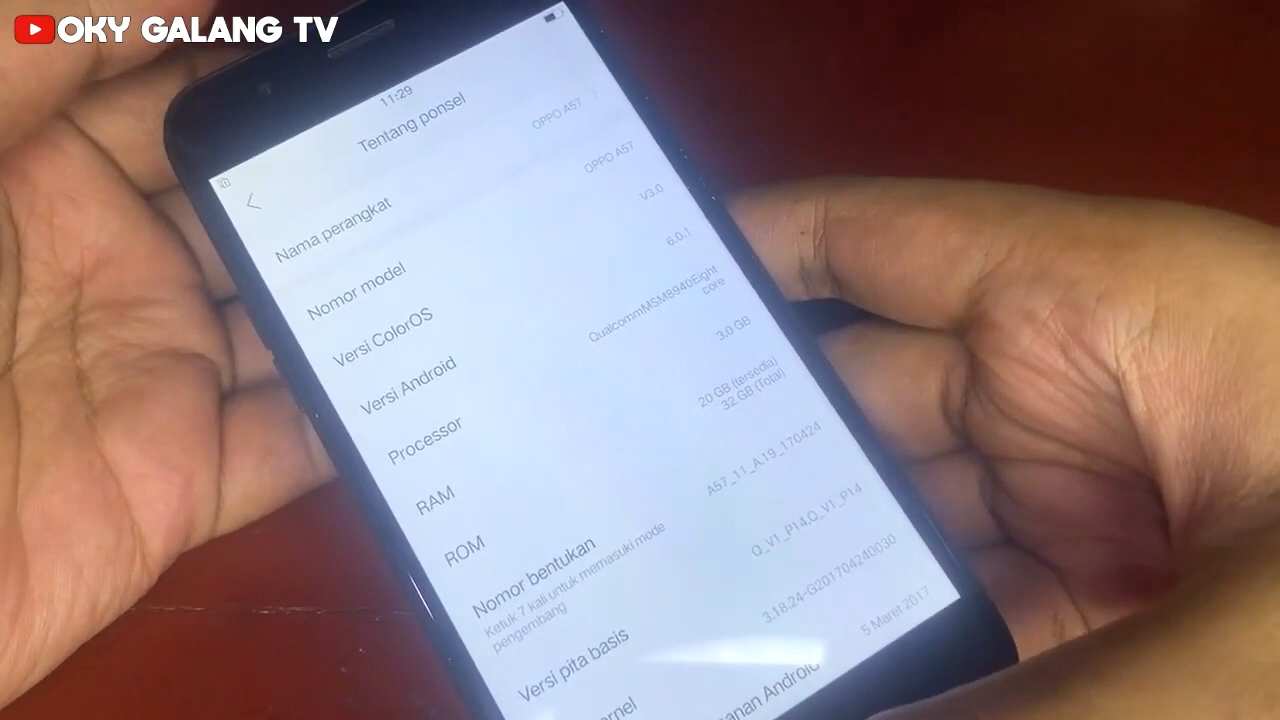 OKY GALANG TV
11:29
Tentang ponsel
Nama perangkat
OPPO A57
Nomor model
OPPO A57
Versi ColorOS
V3.0
Versi Android
6.0.1
Processor
QualcommMSM8940Eight
core
RAM
3.0 GB
ROM
20 GB (tersedia)
32 GB (Total)
Nomor bentukan
Ketuk 7 kali untuk memasuki mode
pengembang
A57_11_A.19_170424
Versi pita basis
Q_V1_P14,Q_V1_P14
3.18.24-G201704240030
5 Maret 2017